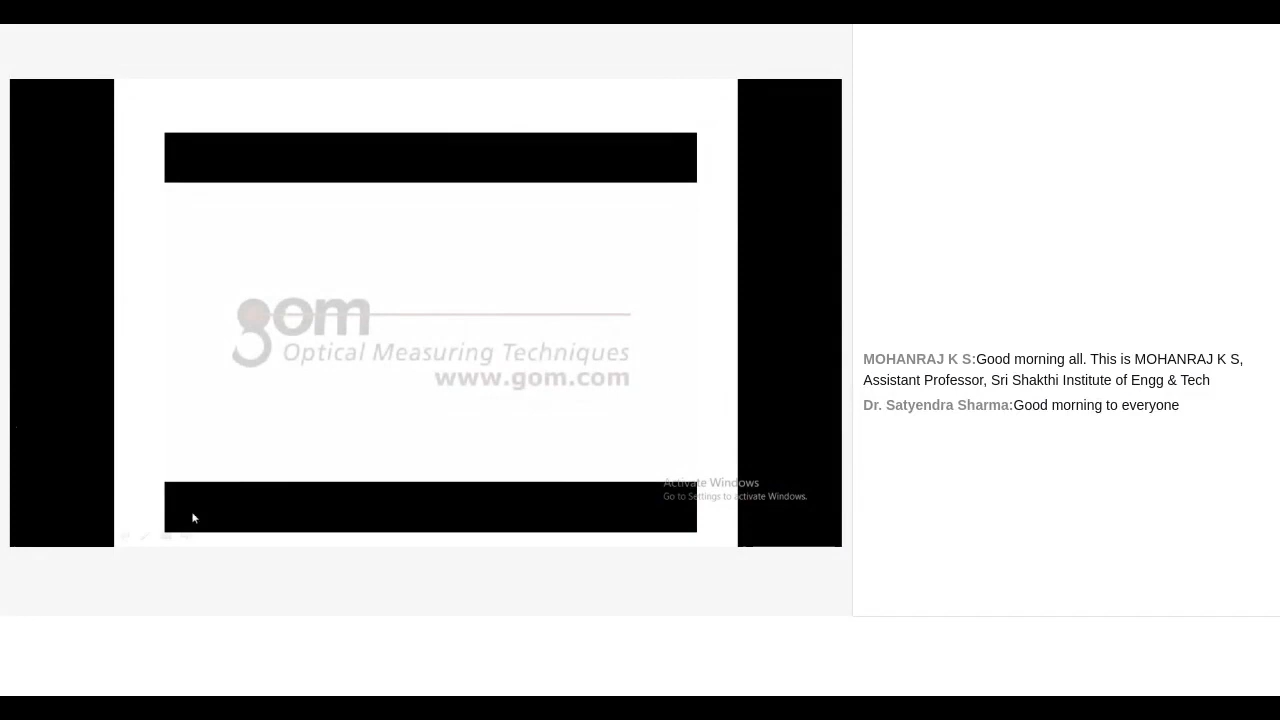 gom
Optical Measuring Techniques
www.gom.com
Activate Windows
Go to Settings to activate Windows.
MOHANRAJ K S:Good morning all. This is MOHANRAJ K S,
Assistant Professor, Sri Shakthi Institute of Engg & Tech
Dr. Satyendra Sharma:Good morning to everyone